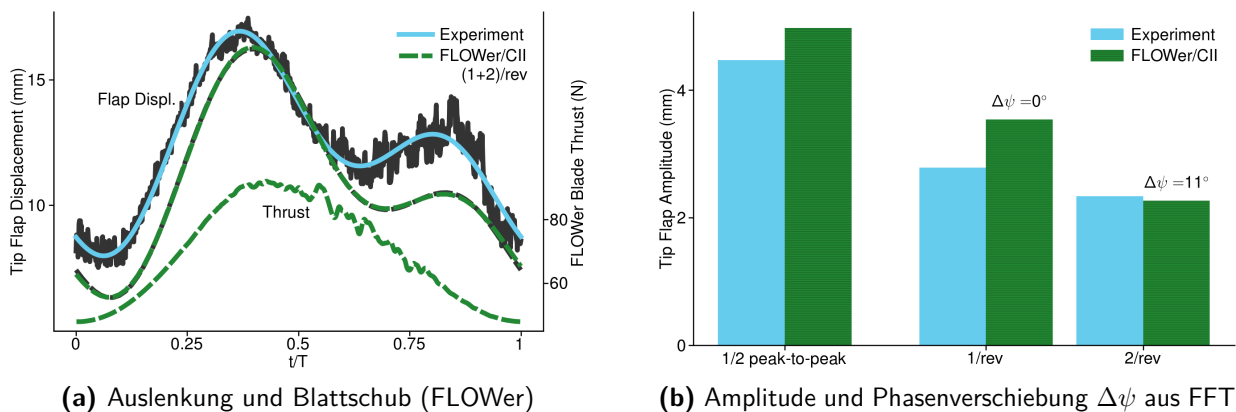 Tip Flap Displacement (mm)
15
10
Experiment
FLOWer/CII
(1+2)/rev
Flap Displ.
Thrust
80
60
FLOWer Blade Thrust (N)
0
0.25
0.5
0.75
1
t/T
(a) Auslenkung und Blattschub (FLOWer)
Tip Flap Amplitude (mm)
4
2
0
Experiment
FLOWer/CII
Δψ =0°
Δψ =11°
1/2 peak-to-peak
1/rev
2/rev
(b) Amplitude und Phasenverschiebung Δψ aus FFT